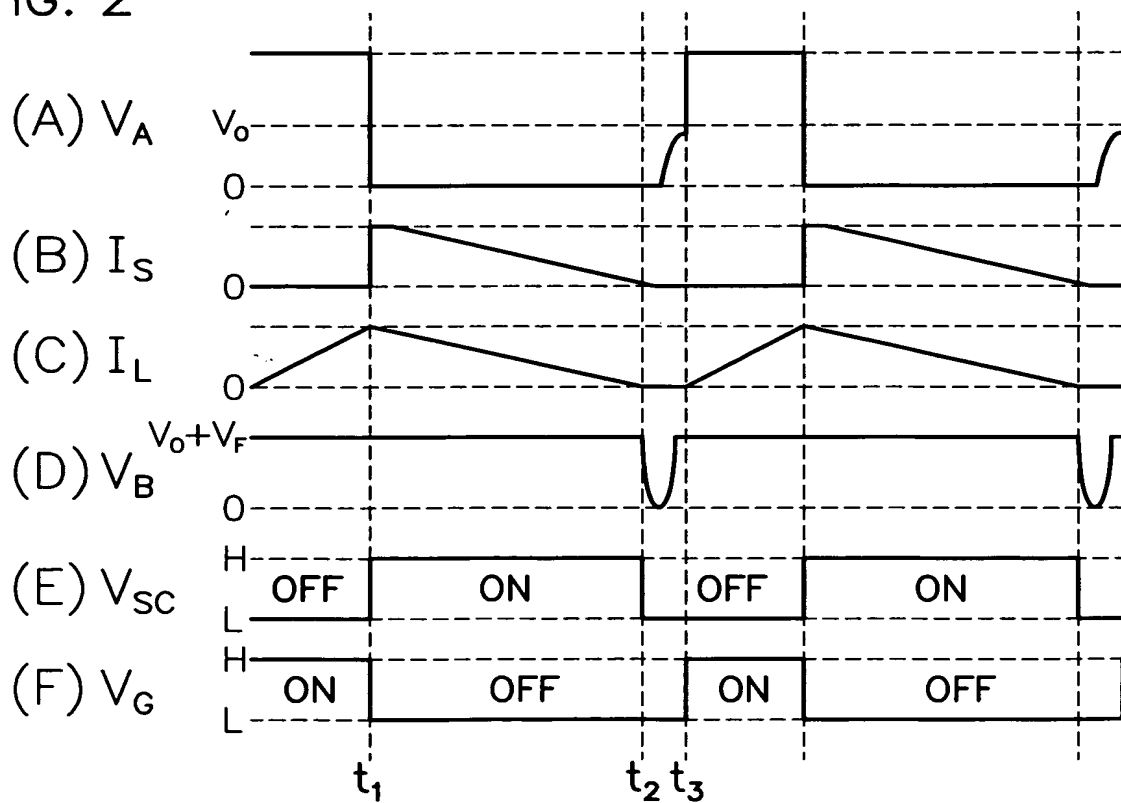 IG. 2
(A) V_A
V_O
0
(B) I_S
0
(C) I_L
0
(D) V_B
V_O+V_F
0
(E) V_SC
H
L
OFF ON OFF ON
(F) V_G
H
L
ON OFF ON OFF
t_1 t_2 t_3